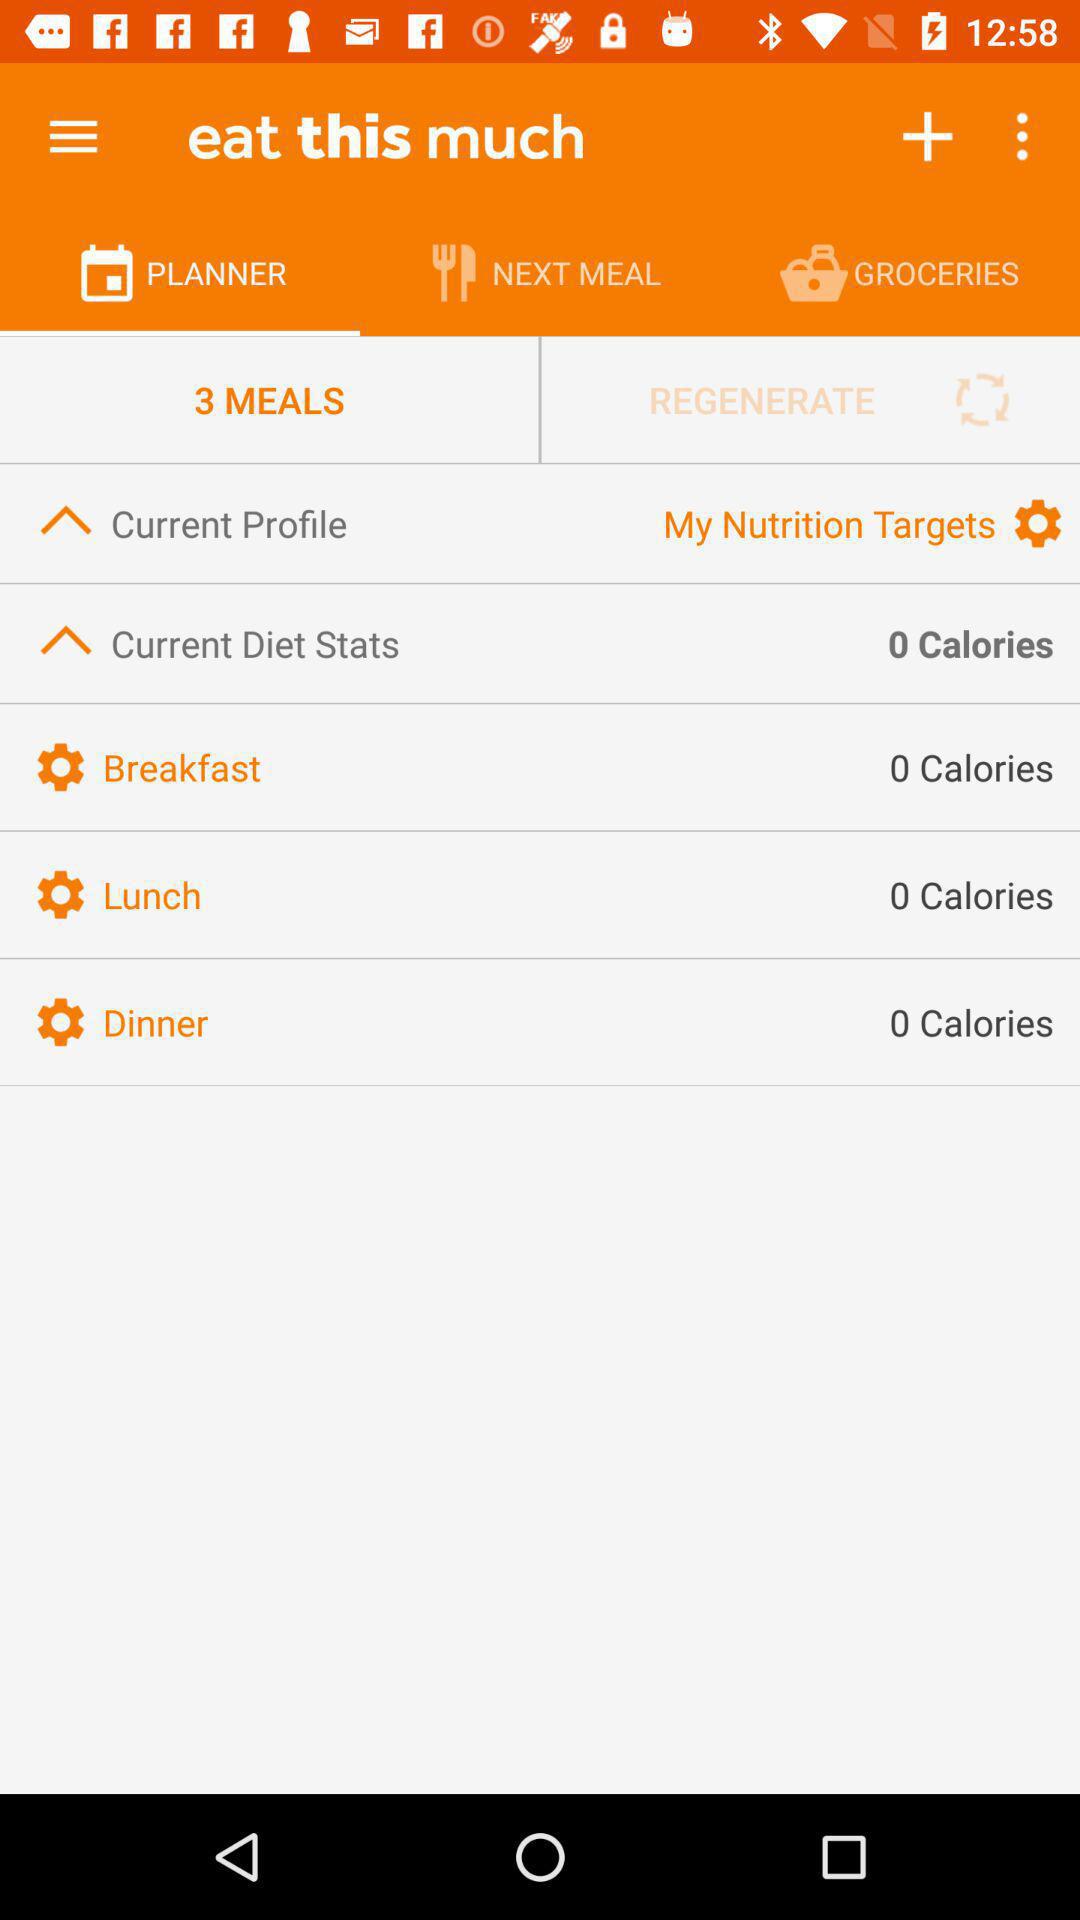 FAKE
12:58
eat this much
PLANNER NEXT MEAL GROCERIES
3 MEALS REGENERATE
Current Profile My Nutrition Targets
Current Diet Stats 0 Calories
Breakfast 0 Calories
Lunch 0 Calories
Dinner 0 Calories